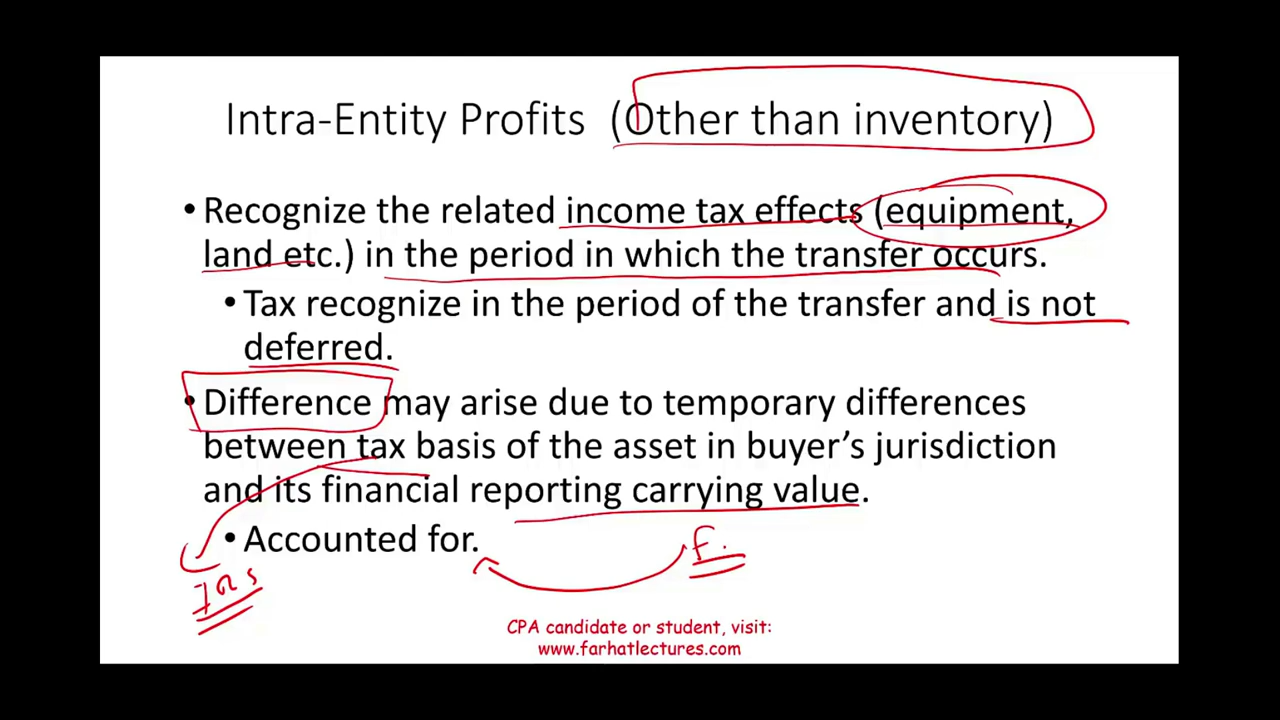 Intra-Entity Profits (Other than inventory)
• Recognize the related income tax effects (equipment,
land etc.) in the period in which the transfer occurs.
• Tax recognize in the period of the transfer and is not
deferred.
• Difference may arise due to temporary differences
between tax basis of the asset in buyer's jurisdiction
and its financial reporting carrying value.
• Accounted for.
F.
IRS
CPA candidate or student, visit:
www.farhatlectures.com